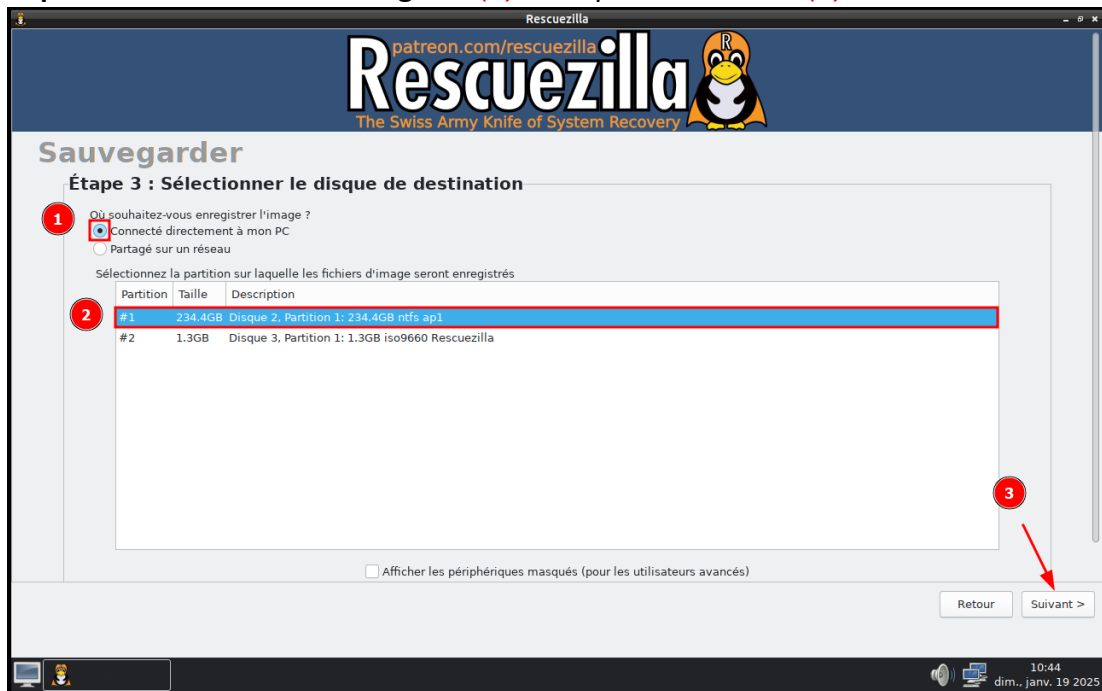 (1)
(2)
Rescuezilla
patreon.com/rescuezilla
R
Rescuezilla
The Swiss Army Knife of System Recovery
Sauvegarder
Étape 3 : Sélectionner le disque de destination
1
Où souhaitez-vous enregistrer l'image ?
Connecté directement à mon PC
Partagé sur un réseau
Sélectionnez la partition sur laquelle les fichiers d'image seront enregistrés
Partition Taille Description
2
#1 234.4GB Disque 2, Partition 1: 234.4GB ntfs ap1
#2 1.3GB Disque 3, Partition 1: 1.3GB iso9660 Rescuezilla
3
Afficher les périphériques masqués (pour les utilisateurs avancés)
Retour Suivant >
10:44
dim., janv. 19 2025